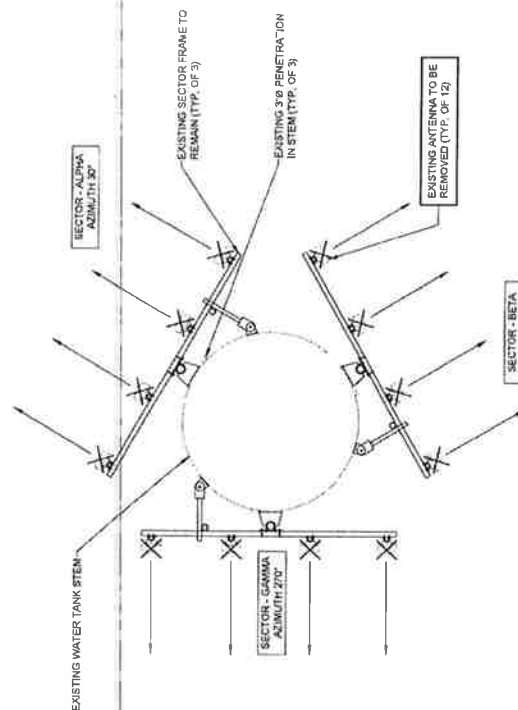 SECTOR - ALPHA
AZIMUTH 30°
EXISTING SECTOR FRAME TO
REMAIN (TYP. OF 3)
EXISTING 3'Ø PENETRATION
IN STEM (TYP. OF 3)
EXISTING ANTENNA TO BE
REMOVED (TYP. OF 12)
EXISTING WATER TANK STEM
SECTOR - GAMMA
AZIMUTH 270°
SECTOR - BETA